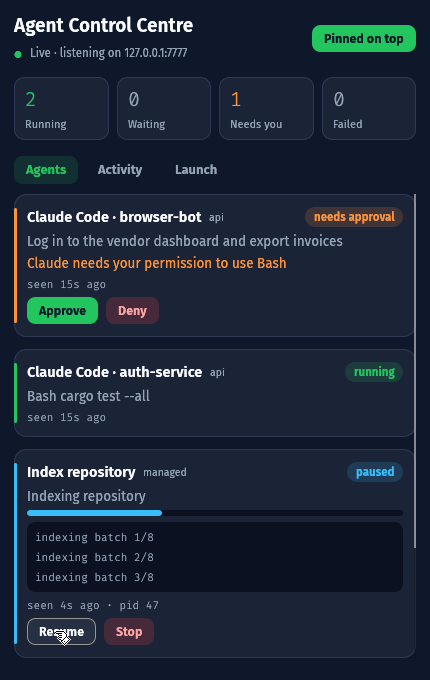 Agent Control Centre
Live · listening on 127.0.0.1:7777
Pinned on top
2
Running
0
Waiting
1
Needs you
0
Failed
Agents
Activity
Launch
Claude Code · browser-bot api needs approval
Log in to the vendor dashboard and export invoices
Claude needs your permission to use Bash
seen 15s ago
Approve
Deny
Claude Code · auth-service api running
Bash cargo test --all
seen 15s ago
Index repository managed paused
Indexing repository
indexing batch 1/8
indexing batch 2/8
indexing batch 3/8
seen 4s ago · pid 47
Resume
Stop